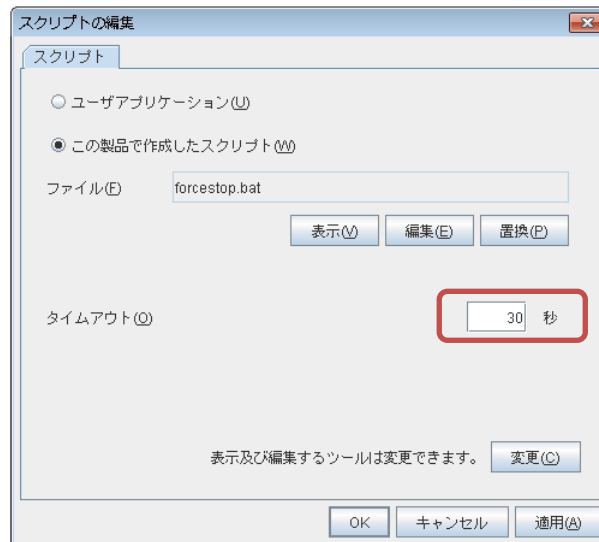 スクリプトの編集
スクリプト
ユーザアプリケーション(U)
この製品で作成したスクリプト(W)
ファイル(F) forcestop.bat
表示(V) 編集(E) 置換(P)
タイムアウト(O) 30 秒
表示及び編集するツールは変更できます。 変更(C)
OK キャンセル 適用(A)